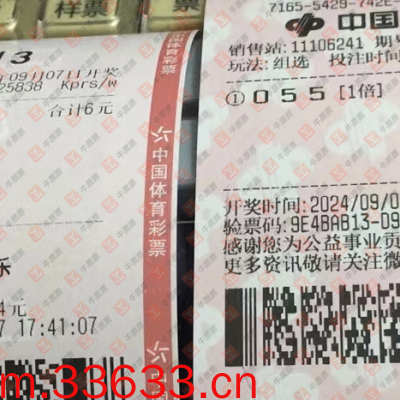 样票
13
09月07日开奖
25838 Kprs/W
合计6元
乐
4元
7 17:41:07
中国体育彩票
7165-5429-742E
中国
销售站: 11106241 期
玩法: 组选 投注时间
① 055 [1倍]
开奖时间: 2024/09/0
验票码: 9E4BAB13-09
感谢您为公益事业贡
更多资讯敬请关注微
m.33633.cn